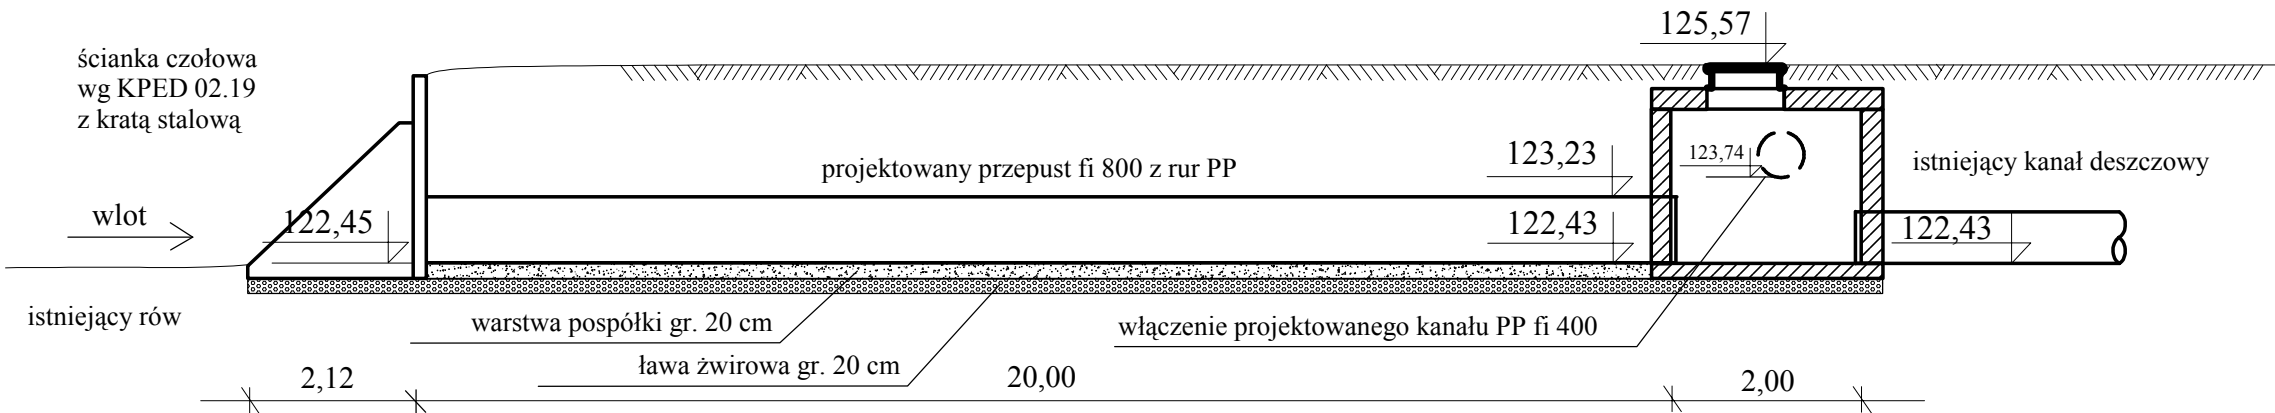 125,57
ścianka czołowa
wg KPED 02.19
z kratą stalową
projektowany przepust fi 800 z rur PP
123,23
123,74
istniejący kanał deszczowy
wlot
122,45
122,43
122,43
istniejący rów
warstwa pospółki gr. 20 cm
włączenie projektowanego kanału PP fi 400
ława żwirowa gr. 20 cm
2,12
20,00
2,00